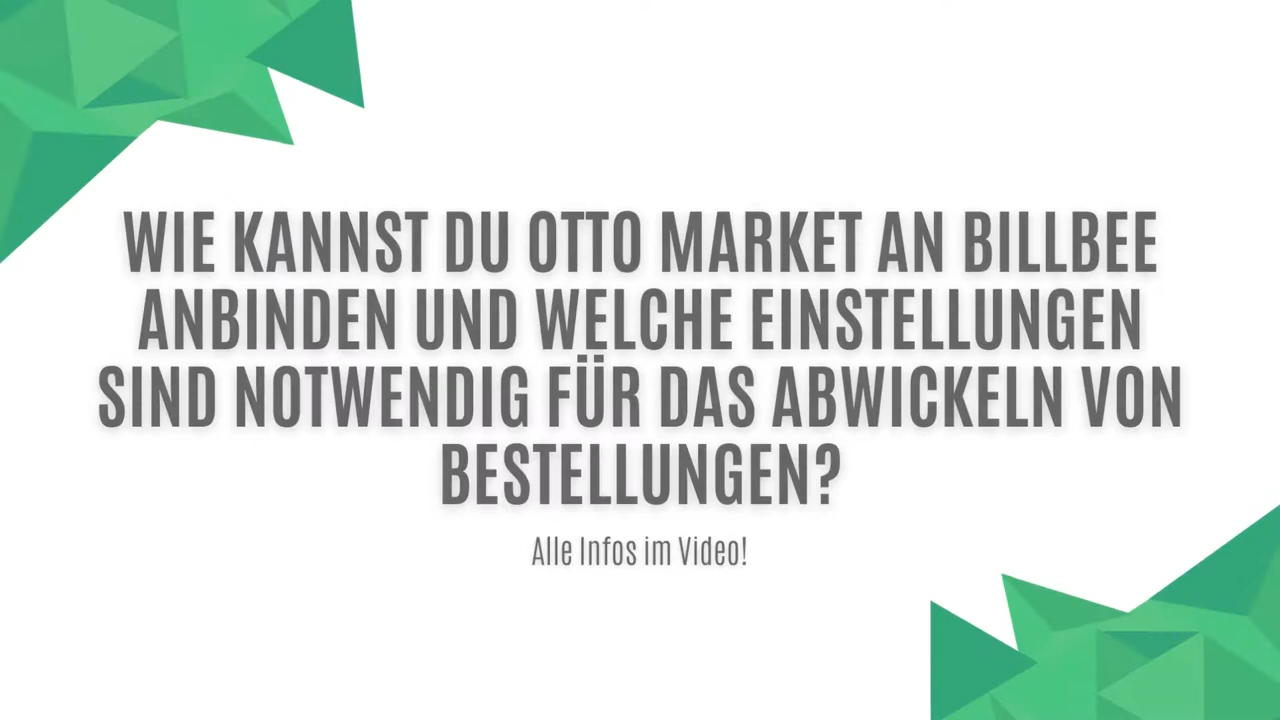 WIE KANNST DU OTTO MARKET AN BILLBEE
ANBINDEN UND WELCHE EINSTELLUNGEN
SIND NOTWENDIG FÜR DAS ABWICKELN VON
BESTELLUNGEN?
Alle Infos im Video!